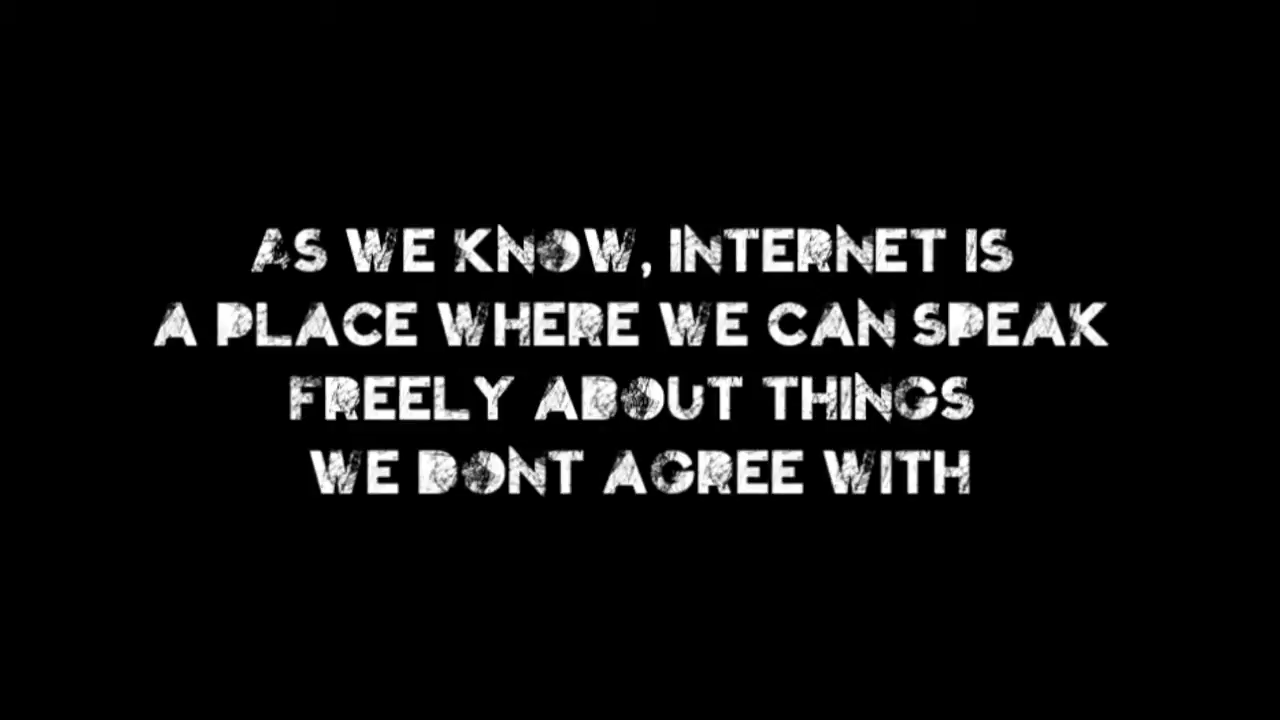 AS WE KNOW, INTERNET IS
A PLACE WHERE WE CAN SPEAK
FREELY ABOUT THINGS
WE DONT AGREE WITH